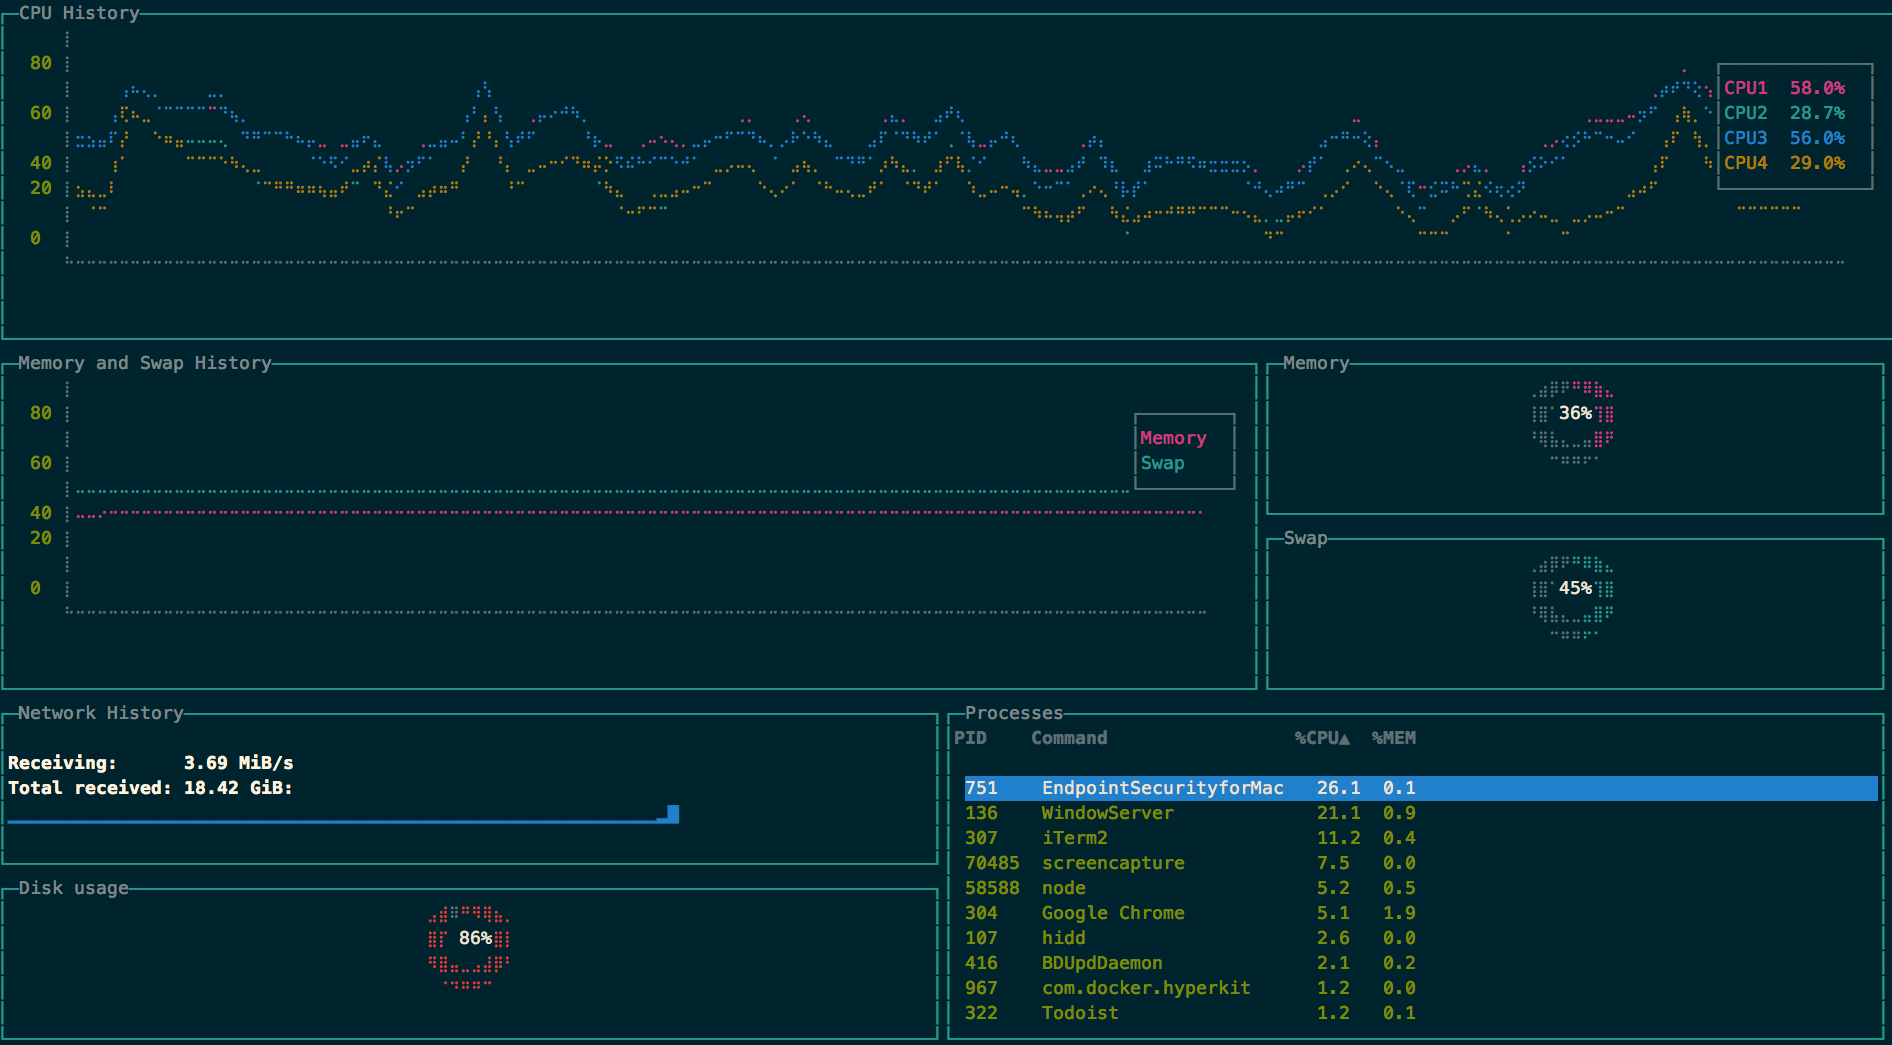 CPU History
80
CPU1 58.0%
60
CPU2 28.7%
CPU3 56.0%
40
CPU4 29.0%
20
0
Memory and Swap History
80
Memory
60
Swap
40
20
0
Memory
36%
Swap
45%
Network History
Receiving: 3.69 MiB/s
Total received: 18.42 GiB:
Disk usage
86%
Processes
PID Command %CPU▲ %MEM
751 EndpointSecurityforMac 26.1 0.1
136 WindowServer 21.1 0.9
307 iTerm2 11.2 0.4
70485 screencapture 7.5 0.0
58588 node 5.2 0.5
304 Google Chrome 5.1 1.9
107 hidd 2.6 0.0
416 BDUpdDaemon 2.1 0.2
967 com.docker.hyperkit 1.2 0.0
322 Todoist 1.2 0.1